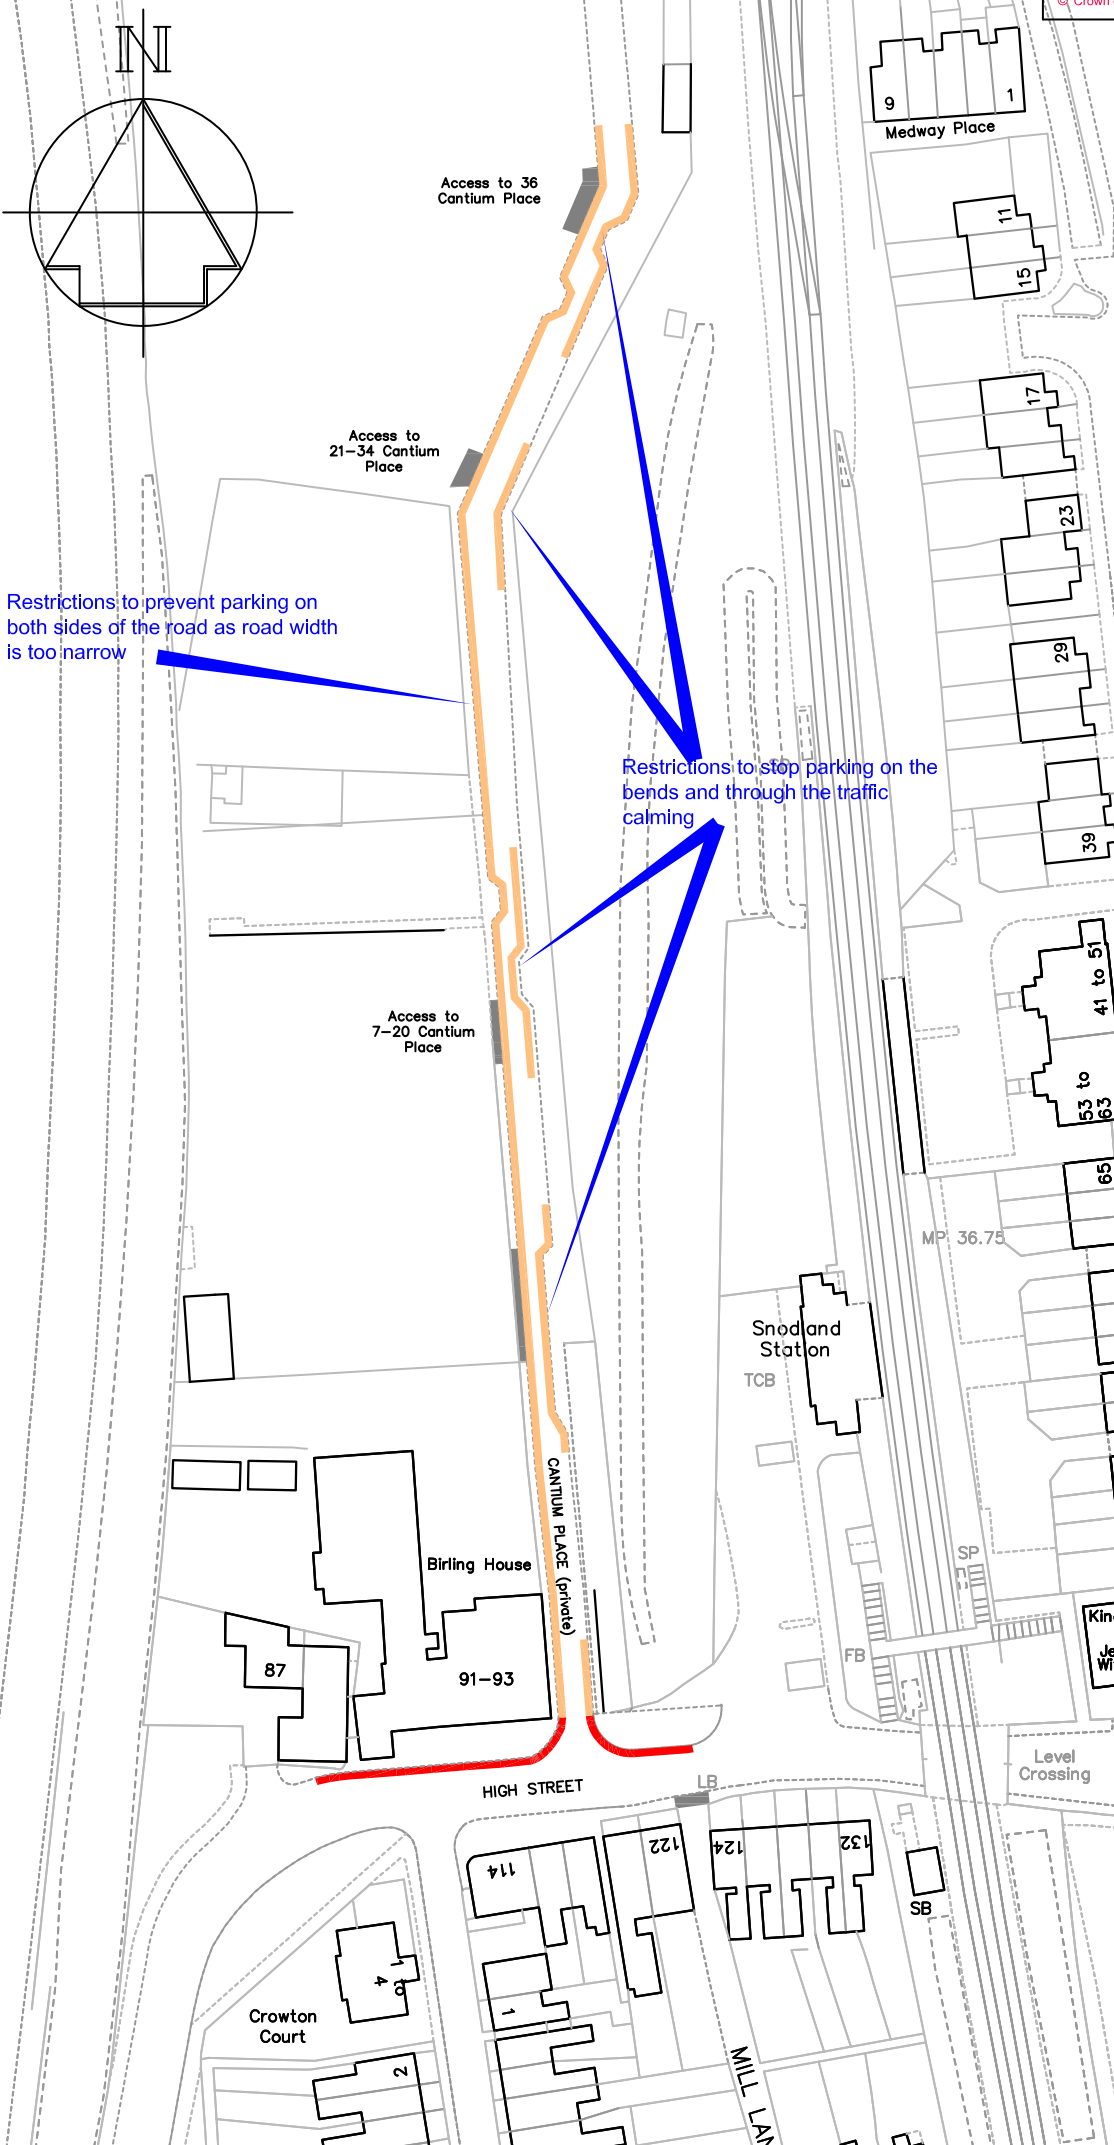 © Crown
N
9
1
Medway Place
Access to 36
Cantium Place
11
15
17
Access to
21-34 Cantium
Place
23
Restrictions to prevent parking on
both sides of the road as road width
is too narrow
29
Restrictions to stop parking on the
bends and through the traffic
calming
39
41 to 51
Access to
7-20 Cantium
Place
53 to
63
65
MP 36.75
Snodland
Station
TCB
CANTIUM PLACE (private)
Birling House
SP
FB
87
91-93
Level
Crossing
HIGH STREET
LB
114
122
124
132
SB
1 to
4
1
Crowton
Court
2
MILL LAN